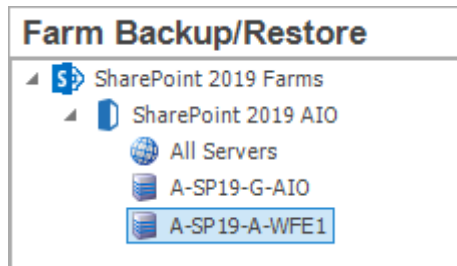 Farm Backup/Restore
SharePoint 2019 Farms
SharePoint 2019 AIO
All Servers
A-SP19-G-AIO
A-SP19-A-WFE1